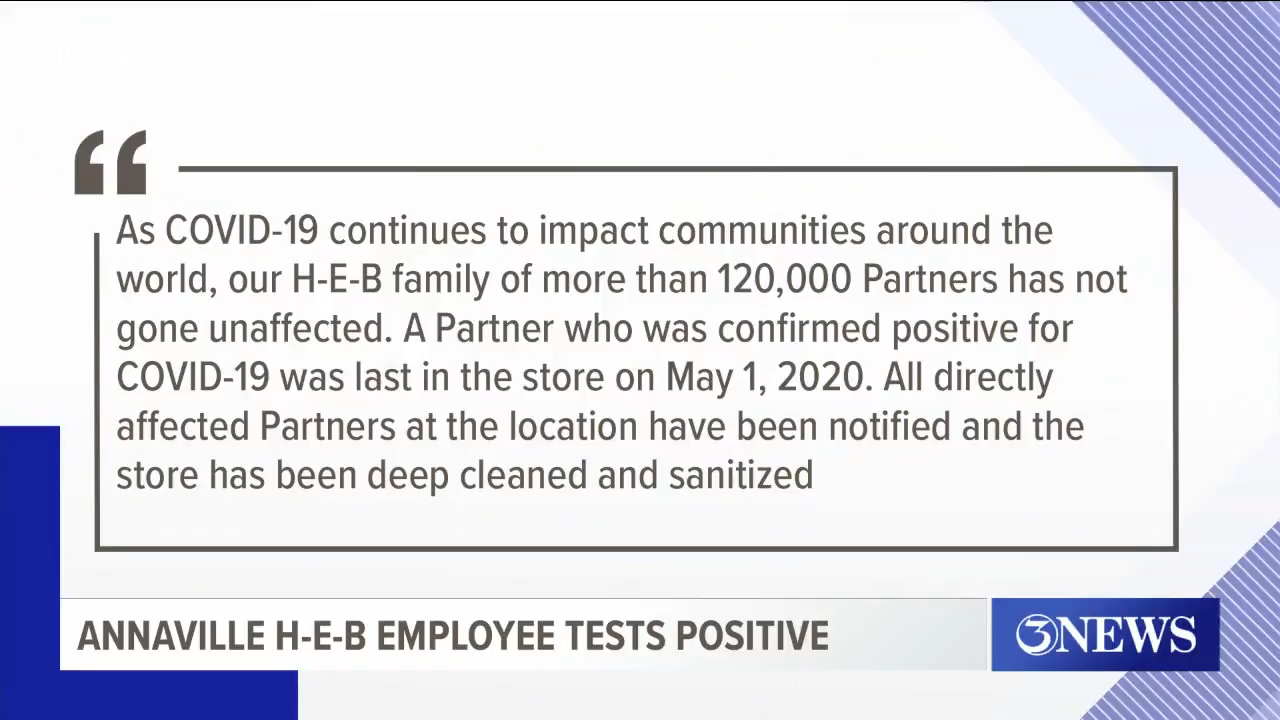 “
As COVID-19 continues to impact communities around the
world, our H-E-B family of more than 120,000 Partners has not
gone unaffected. A Partner who was confirmed positive for
COVID-19 was last in the store on May 1, 2020. All directly
affected Partners at the location have been notified and the
store has been deep cleaned and sanitized
ANNAVILLE H-E-B EMPLOYEE TESTS POSITIVE
3NEWS